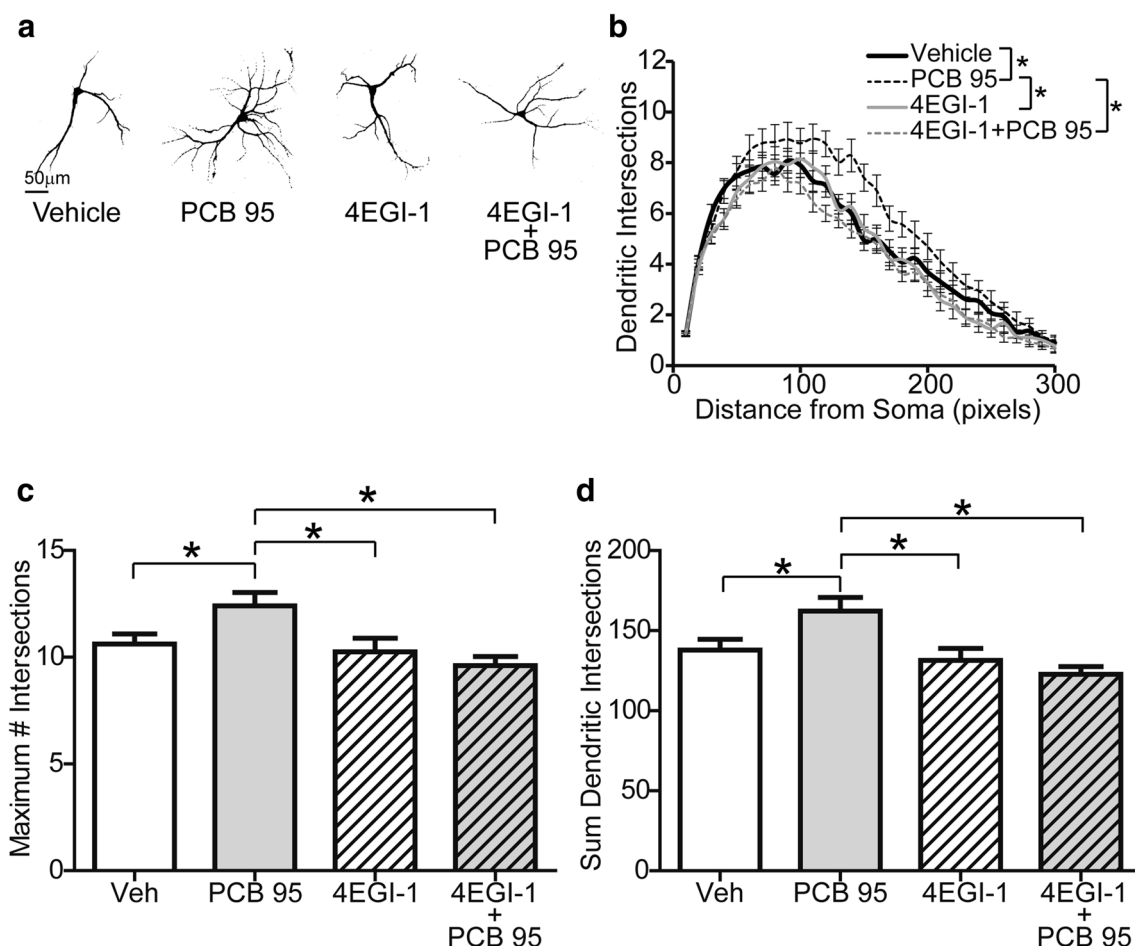 a
50μm
Vehicle
PCB 95
4EGI-1
4EGI-1
+
PCB 95
b
Dendritic Intersections
12
10
8
6
4
2
0
0
100
200
300
Distance from Soma (pixels)
Vehicle
PCB 95
4EGI-1
4EGI-1+PCB 95
*
*
*
c
Maximum # Intersections
15
10
5
0
*
*
*
Veh
PCB 95
4EGI-1
4EGI-1
+
PCB 95
d
Sum Dendritic Intersections
200
150
100
50
0
*
*
*
Veh
PCB 95
4EGI-1
4EGI-1
+
PCB 95